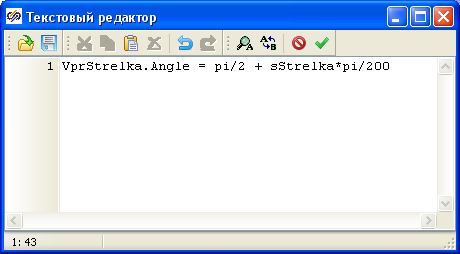 Текстовый редактор
1 VprStrelka.Angle = pi/2 + sStrelka*pi/200
1: 43